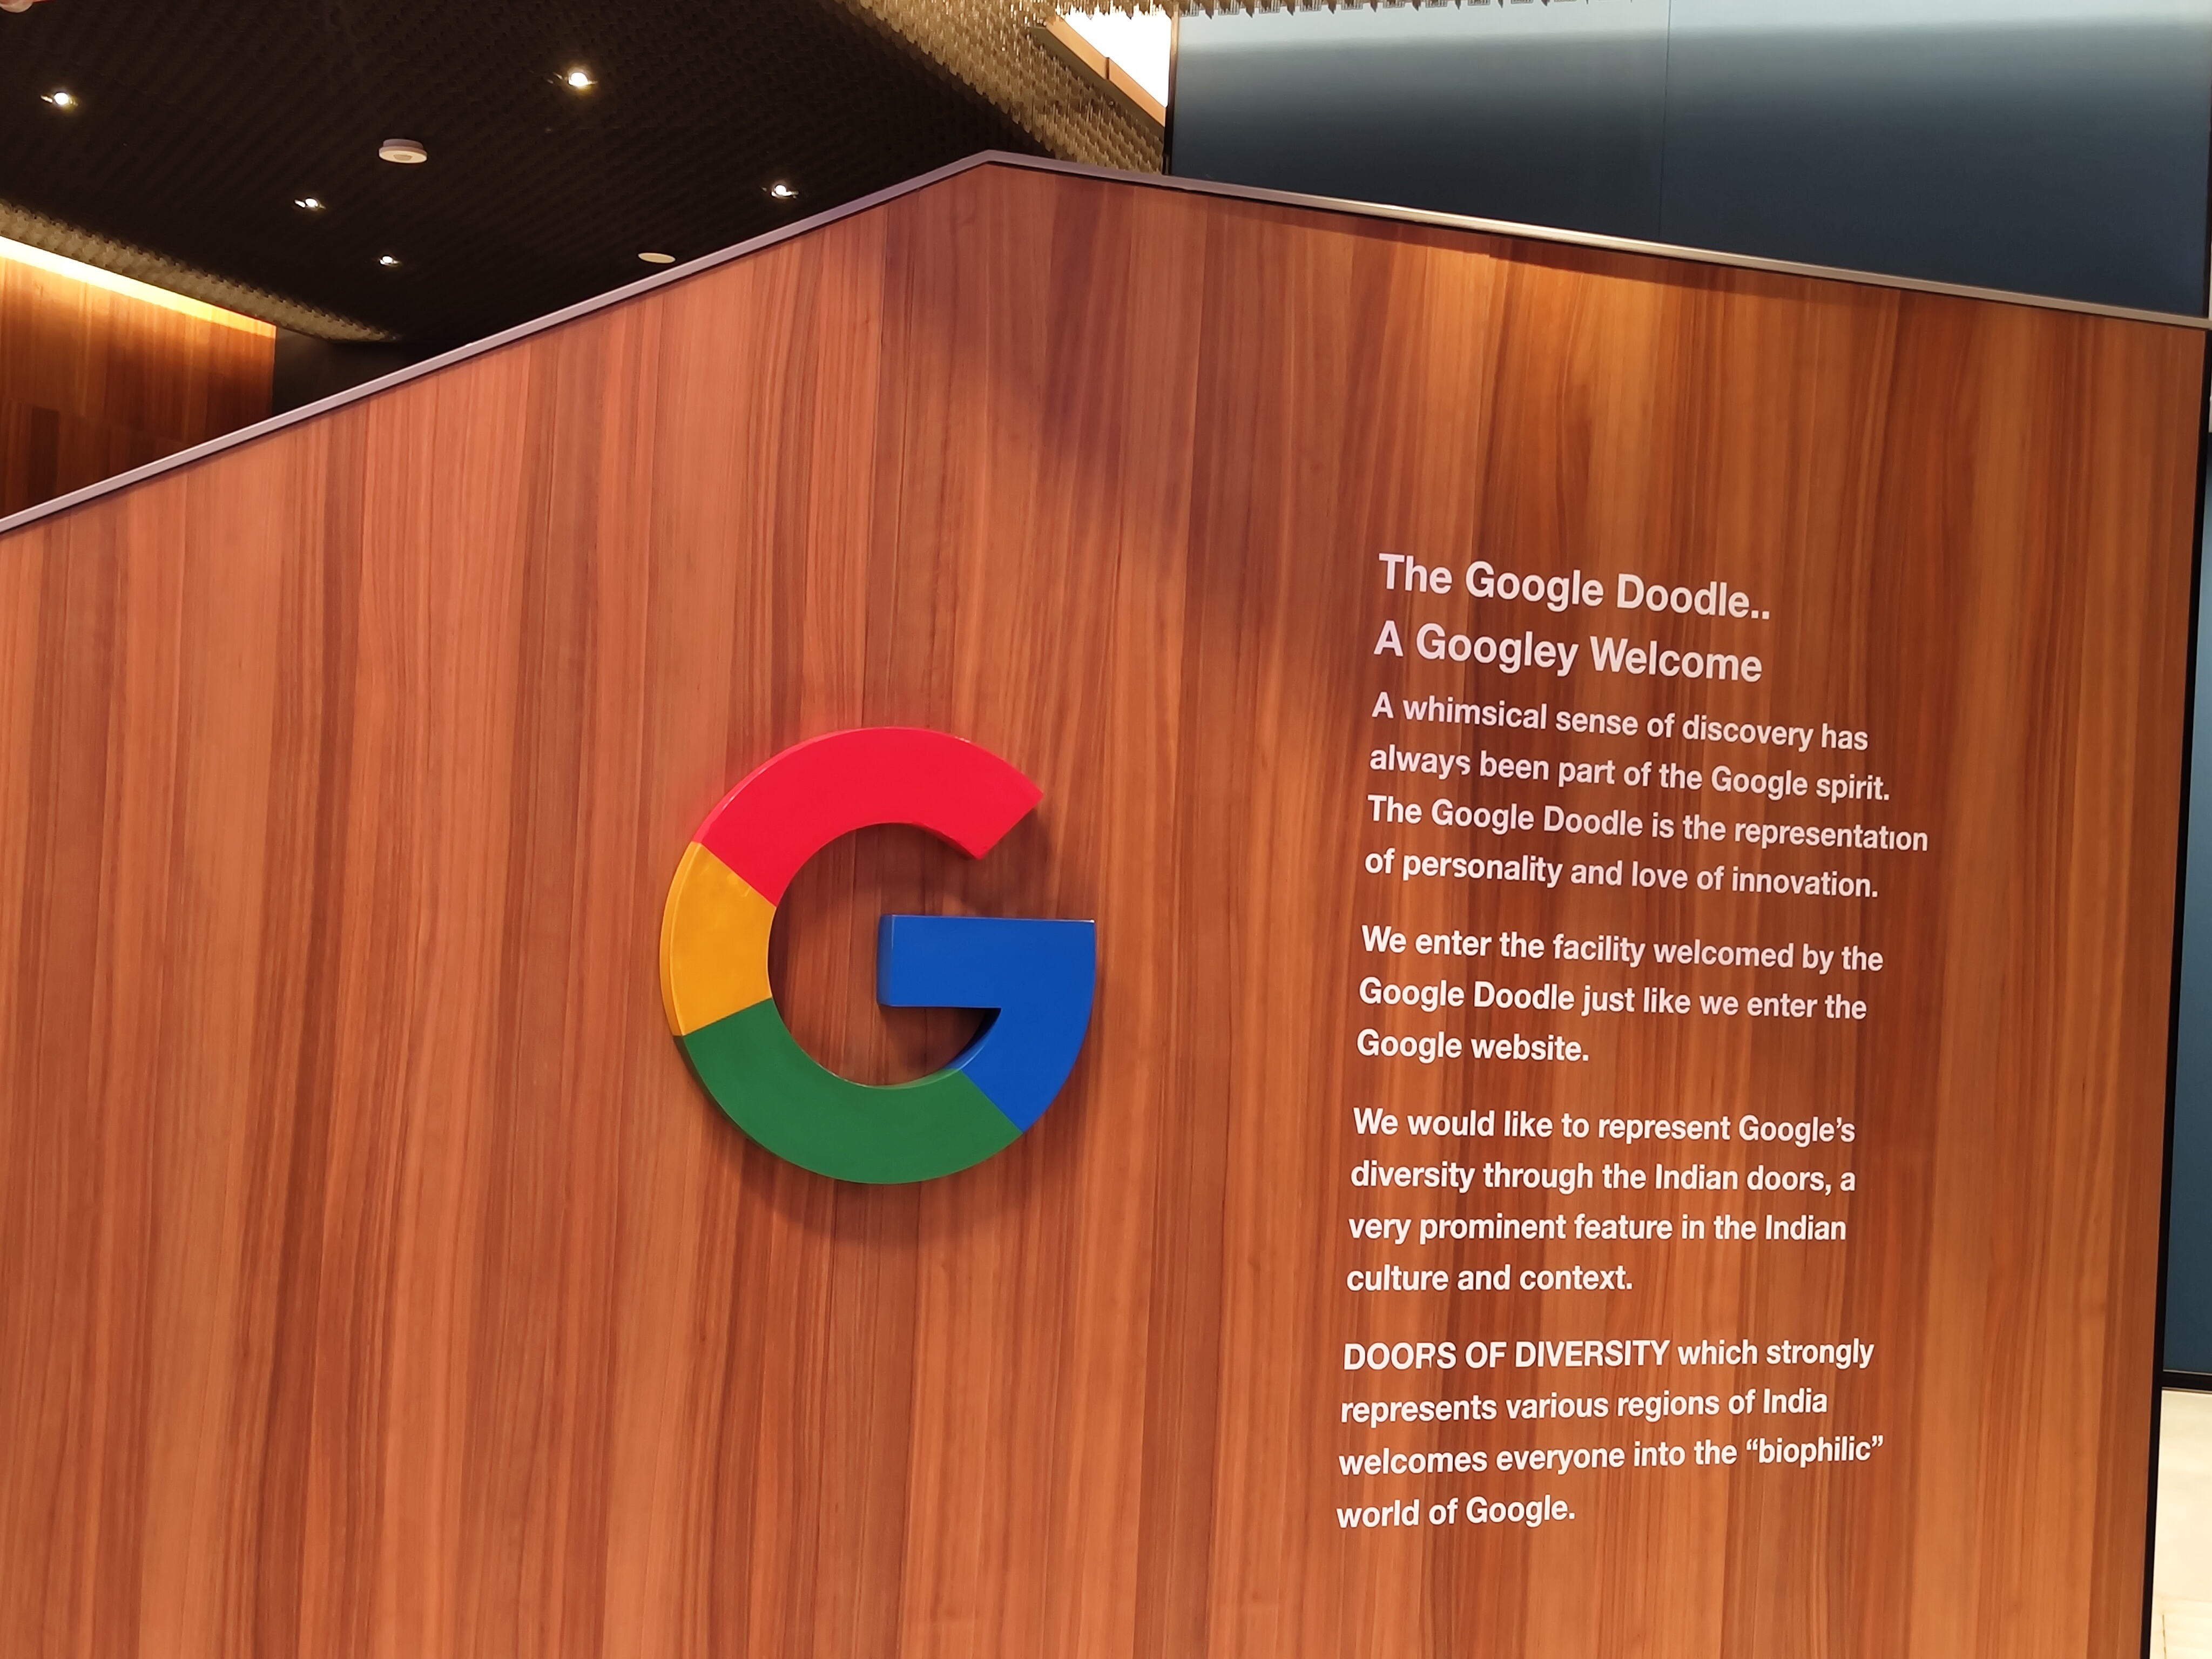 The Google Doodle..
A Googley Welcome
A whimsical sense of discovery has
always been part of the Google spirit.
The Google Doodle is the representation
of personality and love of innovation.
We enter the facility welcomed by the
Google Doodle just like we enter the
Google website.
We would like to represent Google's
diversity through the Indian doors, a
very prominent feature in the Indian
culture and context.
DOORS OF DIVERSITY which strongly
represents various regions of India
welcomes everyone into the “biophilic”
world of Google.
G